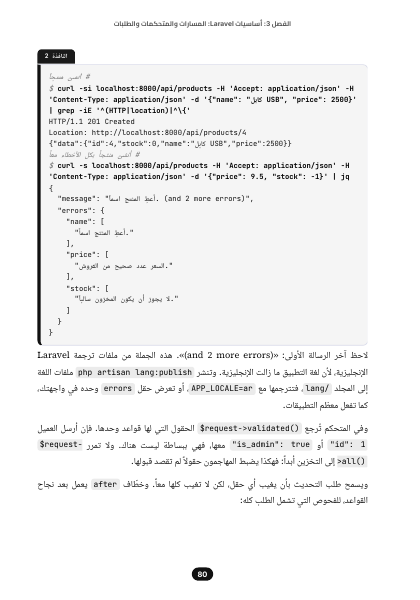 الفصل 3: أساسيات Laravel: المسارات والمتحكمات والطلبات
النافذة 2
# أنشئ منتجاً
$ curl -si localhost:8000/api/products -H 'Accept: application/json' -H
'Content-Type: application/json' -d '{"name": "كابل USB", "price": 2500}'
| grep -iE '^(HTTP|location)|^\{'
HTTP/1.1 201 Created
Location: http://localhost:8000/api/products/4
{"data":{"id":4,"stock":0,"name":"كابل USB","price":2500}}
# أنشئ منتجاً بكل الأخطاء معاً
$ curl -s localhost:8000/api/products -H 'Accept: application/json' -H
'Content-Type: application/json' -d '{"price": 9.5, "stock": -1}' | jq
{
"message": "أعطِ المنتج اسماً. (and 2 more errors)",
"errors": {
"name": [
"أعطِ المنتج اسماً."
],
"price": [
"السعر عدد صحيح من القروش."
],
"stock": [
"لا يجوز أن يكون المخزون سالباً."
]
}
}
لاحظ آخر الرسالة الأولى: «(and 2 more errors)». هذه الجملة من ملفات ترجمة Laravel
الإنجليزية، لأن لغة التطبيق ما زالت الإنجليزية. وتنشر php artisan lang:publish ملفات اللغة
إلى المجلد lang/، فتترجمها مع APP_LOCALE=ar، أو تعرض حقل errors وحده في واجهتك،
كما تفعل معظم التطبيقات.
وفي المتحكم تُرجع $request->validated() الحقول التي لها قواعد وحدها. فإن أرسل العميل
"id": 1 أو "is_admin": true معها، فهي ببساطة ليست هناك. ولا تمرر $request-
>all() إلى التخزين أبداً: فهكذا يضبط المهاجمون حقولاً لم تقصد قبولها.
ويسمح طلب التحديث بأن يغيب أي حقل، لكن لا تغيب كلها معاً. وخطّاف after يعمل بعد نجاح
القواعد، للفحوص التي تشمل الطلب كله:
80